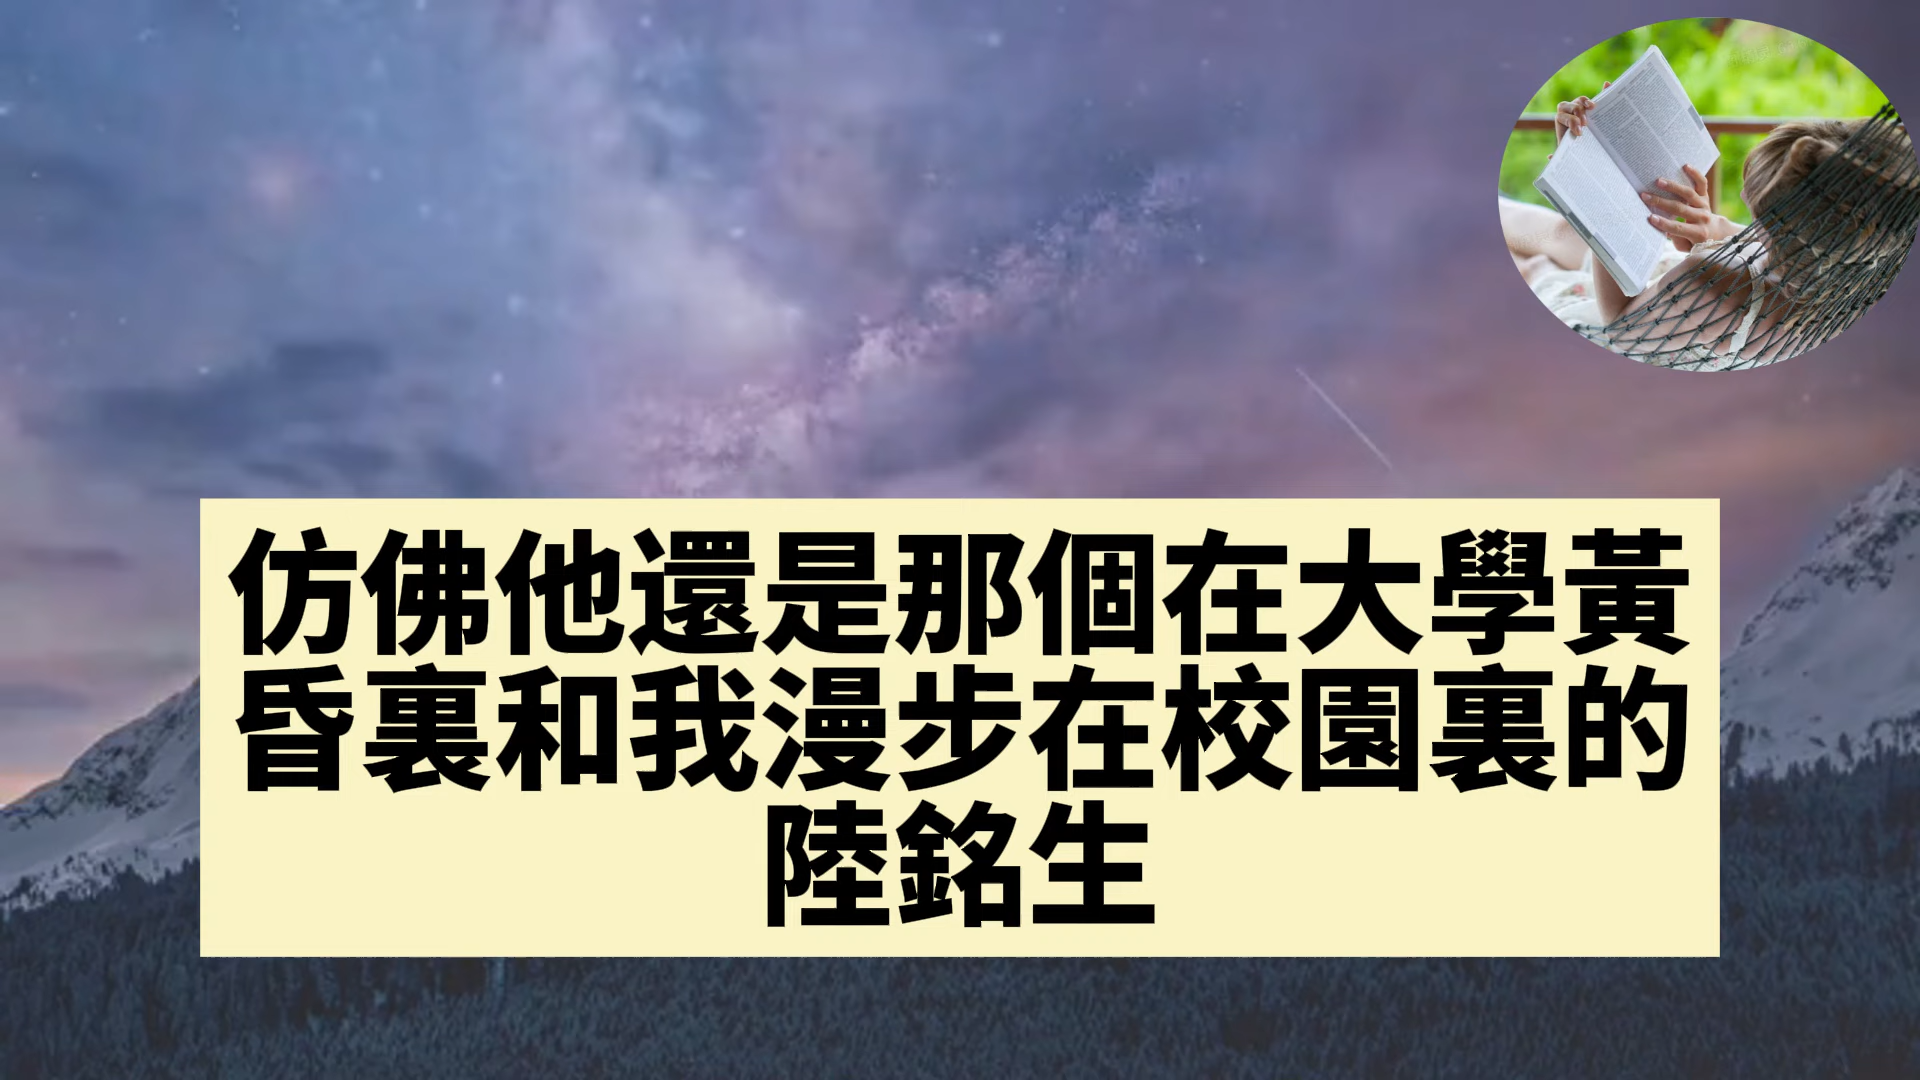 仿佛他還是那個在大學黃
昏裏和我漫步在校園裏的
陸銘生